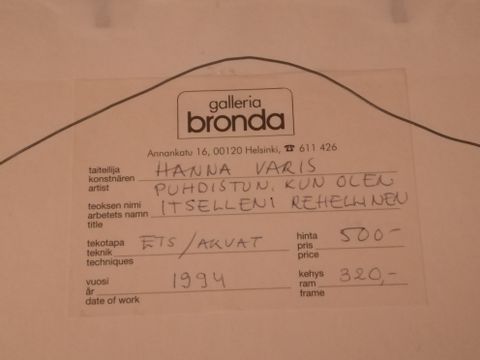 galleria
bronda
Annankatu 16, 00120 Helsinki, ☎ 611 426
taiteilija
konstnären
artist
HANNA VARIS
teoksen nimi
arbetets namn
title
PUHDISTUN, KUN OLEN
ITSELLENI REHELLINEN
tekotapa
teknik
techniques
ETS/AKVAT
hinta
pris
price
500-
vuosi
år
date of work
1994
kehys
ram
frame
320,-